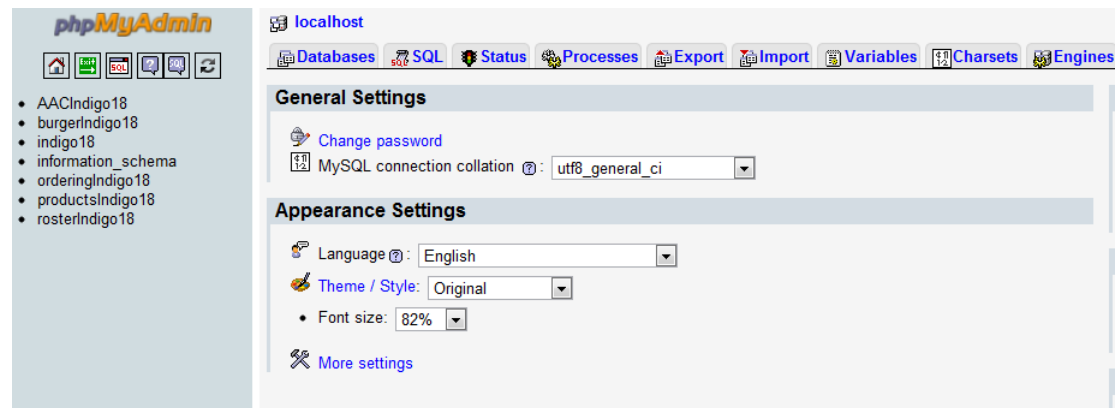 phpMyAdmin
AACIndigo18
burgerIndigo18
indigo18
information_schema
orderingIndigo18
productsIndigo18
rosterIndigo18
localhost
Databases SQL Status Processes Export Import Variables Charsets Engines
General Settings
Change password
MySQL connection collation : utf8_general_ci
Appearance Settings
Language : English
Theme / Style: Original
Font size: 82%
More settings